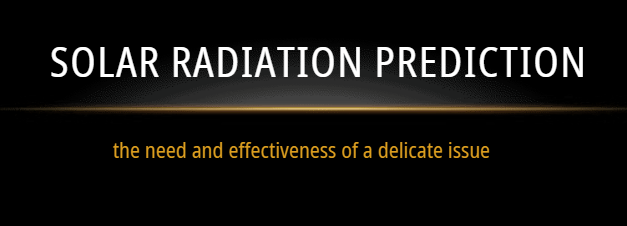 SOLAR RADIATION PREDICTION
the need and effectiveness of a delicate issue